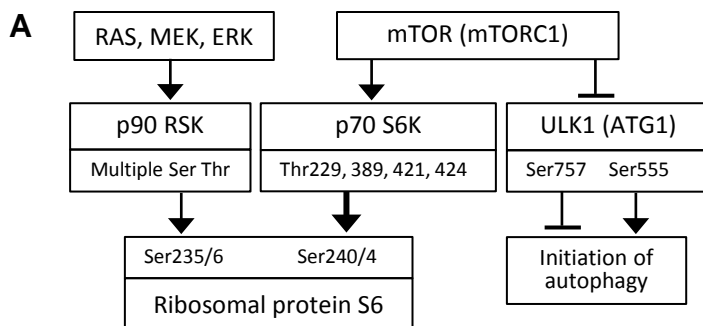 A
RAS, MEK, ERK
mTOR (mTORC1)
p90 RSK
p70 S6K
ULK1 (ATG1)
Multiple Ser Thr
Thr229, 389, 421, 424
Ser757 Ser555
Ser235/6
Ser240/4
Initiation of
autophagy
Ribosomal protein S6